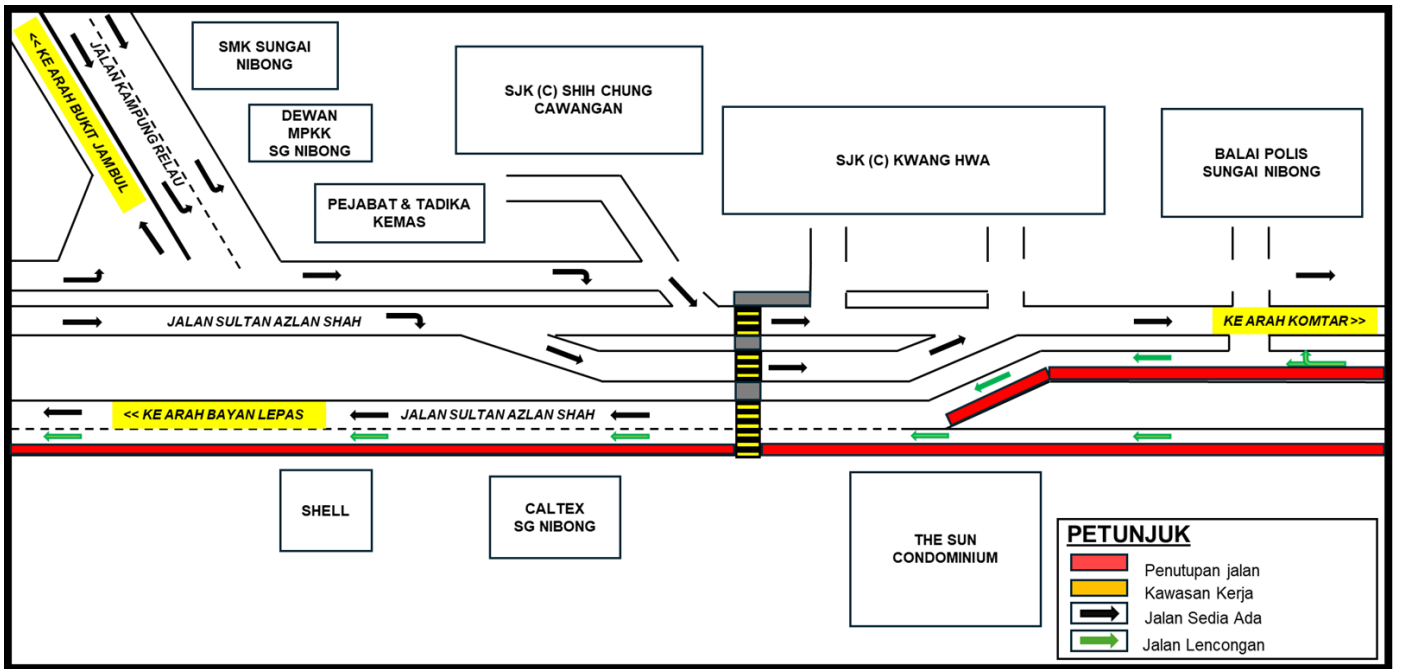 << KE ARAH BUKIT JAMBUL
JALAN KAMPUNG RELAU
SMK SUNGAI
NIBONG
DEWAN
MPKK
SG NIBONG
PEJABAT & TADIKA
KEMAS
SJK (C) SHIH CHUNG
CAWANGAN
SJK (C) KWANG HWA
BALAI POLIS
SUNGAI NIBONG
JALAN SULTAN AZLAN SHAH
KE ARAH KOMTAR >>
<< KE ARAH BAYAN LEPAS
JALAN SULTAN AZLAN SHAH
SHELL
CALTEX
SG NIBONG
THE SUN
CONDOMINIUM
PETUNJUK
Penutupan jalan
Kawasan Kerja
Jalan Sedia Ada
Jalan Lencongan